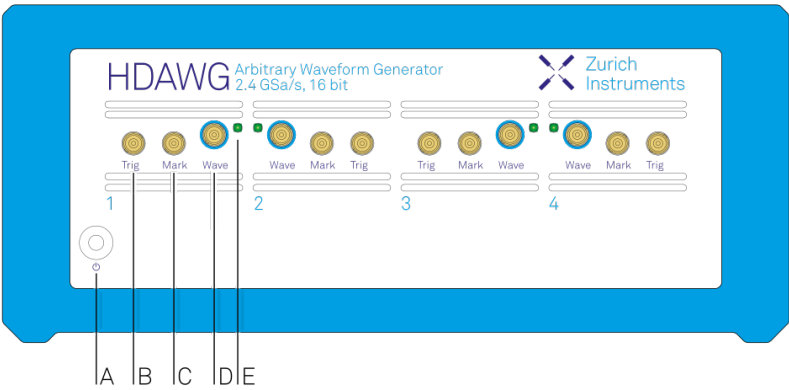 HDAWG Arbitrary Waveform Generator
2.4 GSa/s, 16 bit
Zurich
Instruments
Trig Mark Wave Wave Mark Trig Trig Mark Wave Wave Mark Trig
1 2 3 4
A B C D E